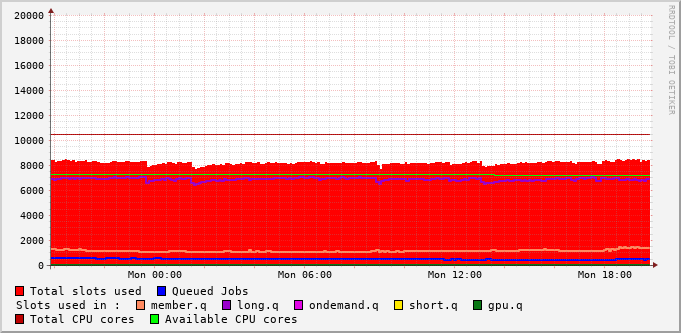 20000
18000
16000
14000
12000
10000
8000
6000
4000
2000
0
Mon 00:00 Mon 06:00 Mon 12:00 Mon 18:00
Total slots used Queued Jobs
Slots used in : member.q long.q ondemand.q short.q gpu.q
Total CPU cores Available CPU cores
RRDTOOL / TOBI OETIKER